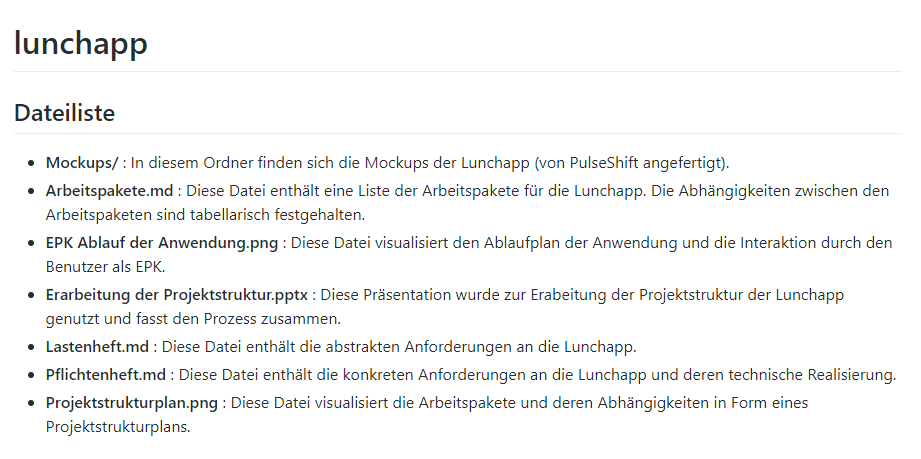 lunchapp
Dateiliste
Mockups/ : In diesem Ordner finden sich die Mockups der Lunchapp (von PulseShift angefertigt).
Arbeitspakete.md : Diese Datei enthält eine Liste der Arbeitspakete für die Lunchapp. Die Abhängigkeiten zwischen den
Arbeitspaketen sind tabellarisch festgehalten.
EPK Ablauf der Anwendung.png : Diese Datei visualisiert den Ablaufplan der Anwendung und die Interaktion durch den
Benutzer als EPK.
Erarbeitung der Projektstruktur.pptx : Diese Präsentation wurde zur Erabeitung der Projektstruktur der Lunchapp
genutzt und fasst den Prozess zusammen.
Lastenheft.md : Diese Datei enthält die abstrakten Anforderungen an die Lunchapp.
Pflichtenheft.md : Diese Datei enthält die konkreten Anforderungen an die Lunchapp und deren technische Realisierung.
Projektstrukturplan.png : Diese Datei visualisiert die Arbeitspakete und deren Abhängigkeiten in Form eines
Projektstrukturplans.